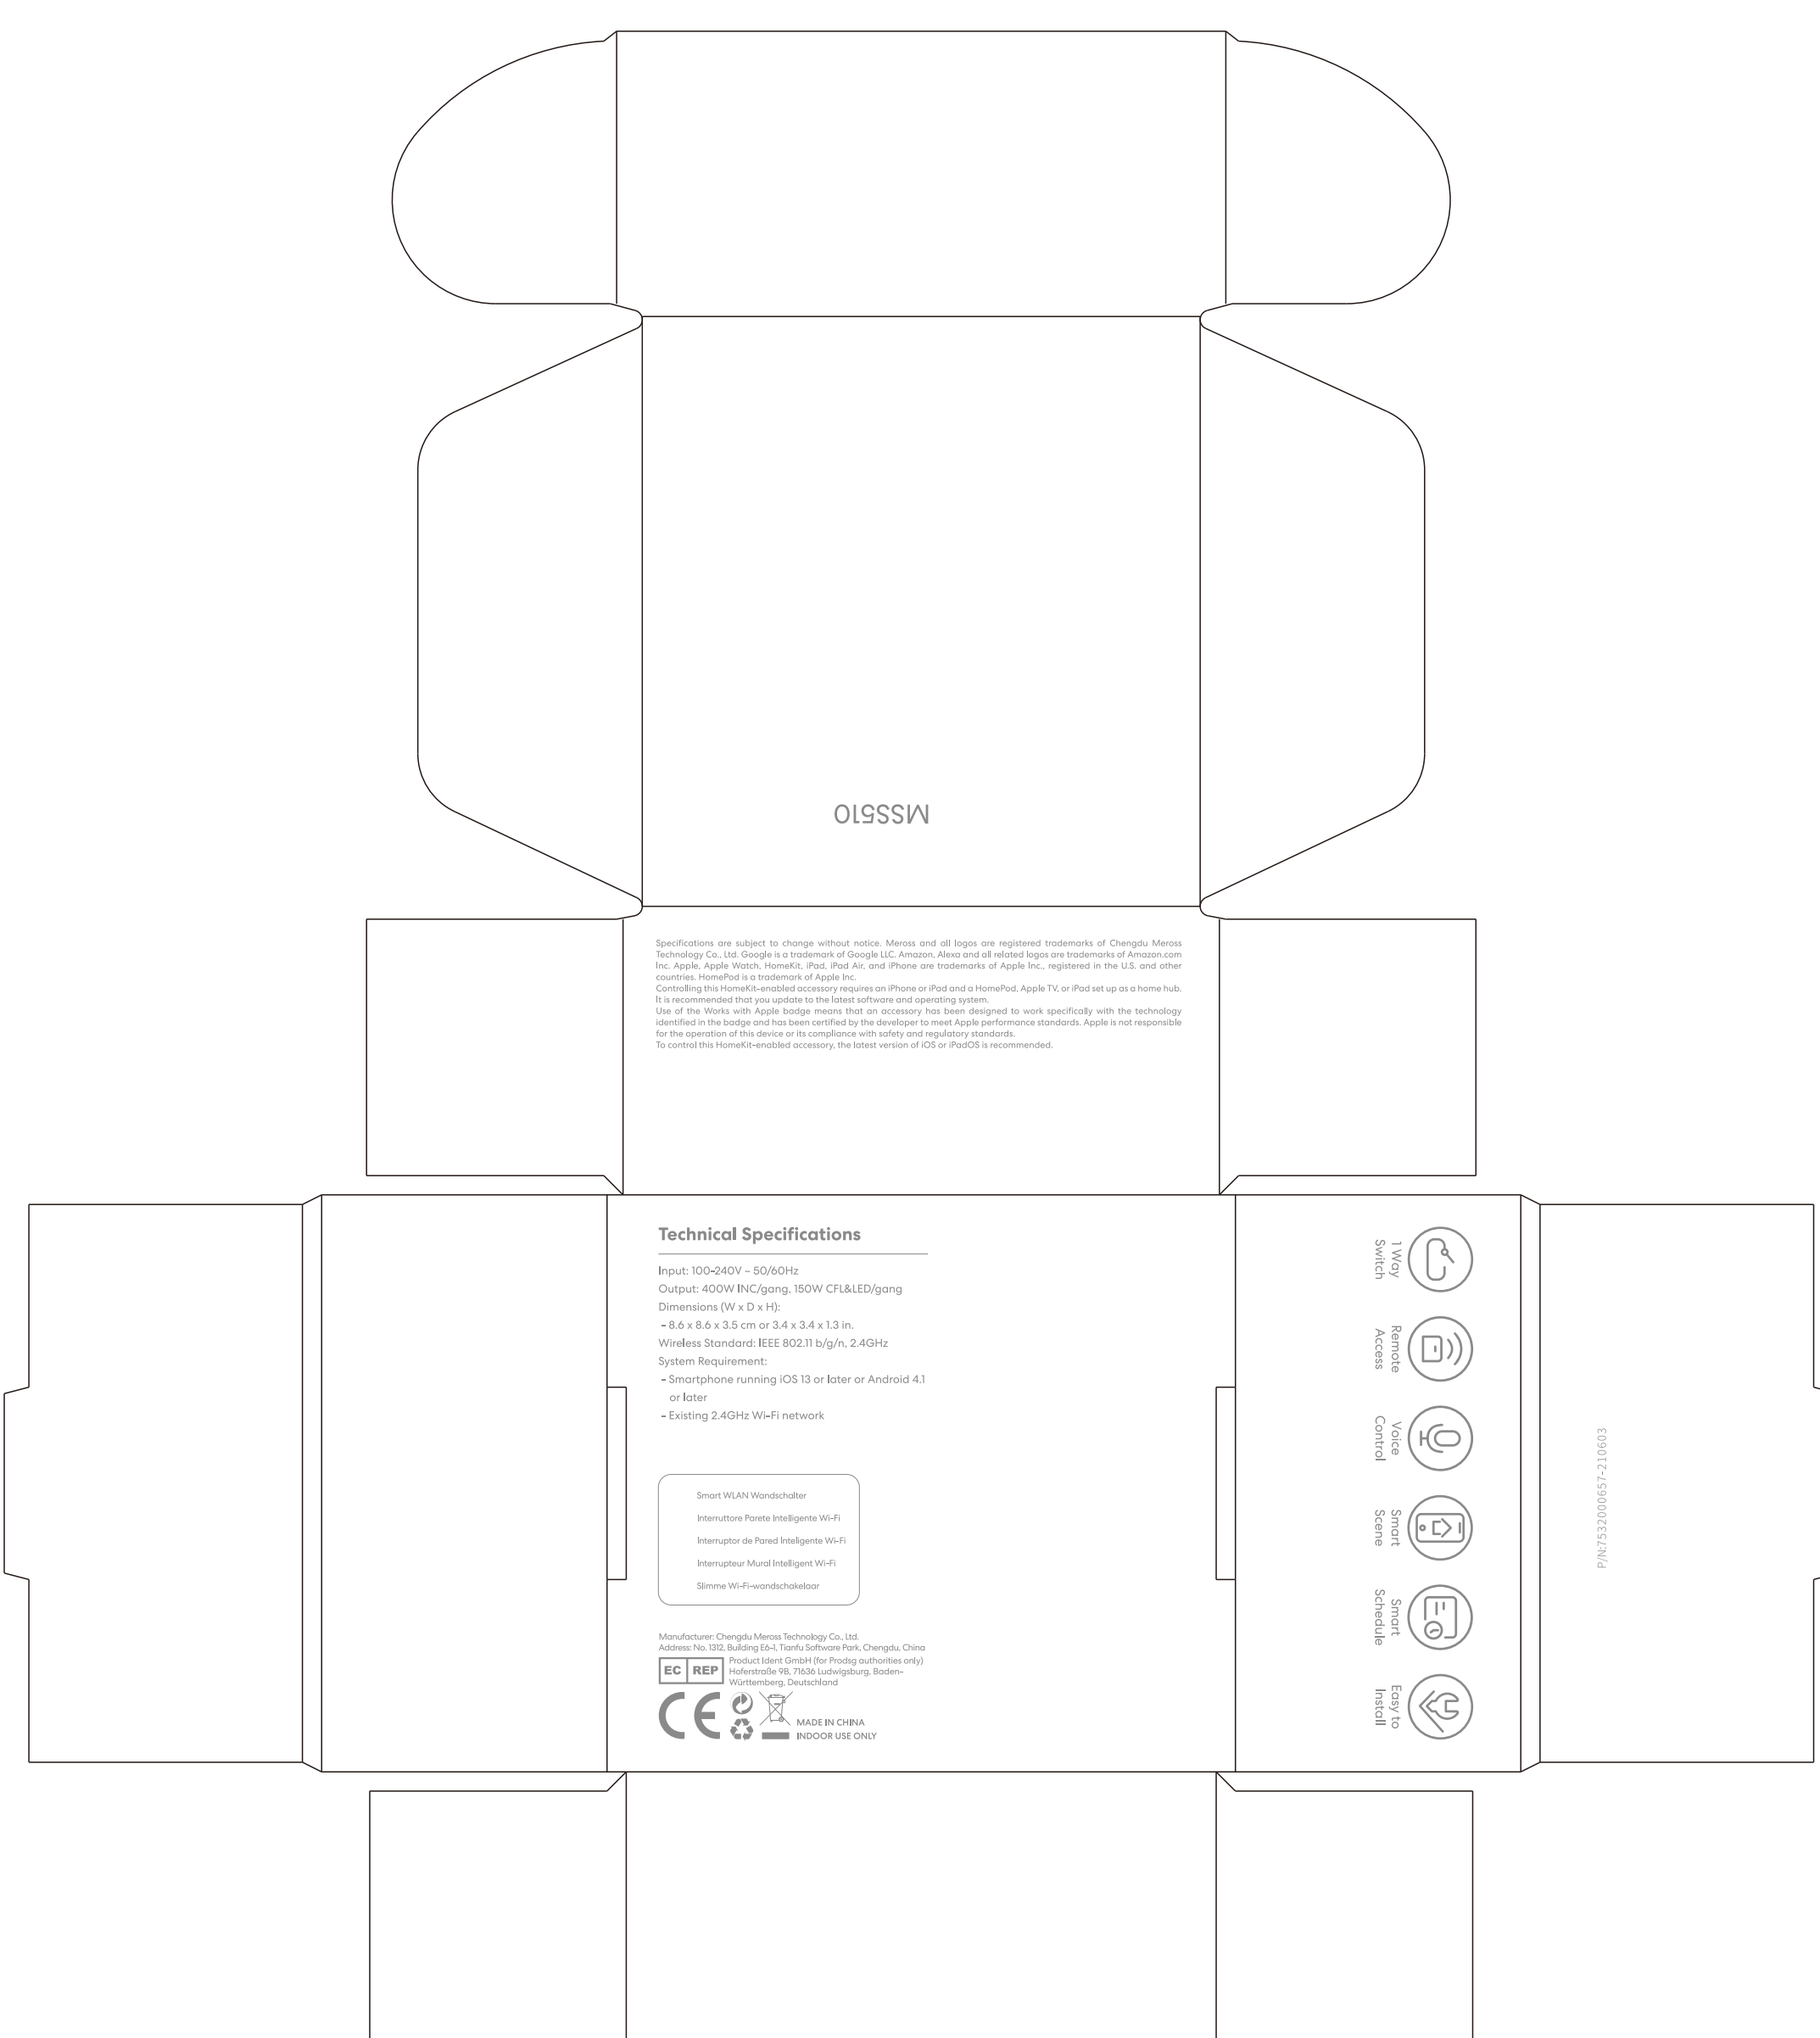 MSS510
Specifications are subject to change without notice. Meross and all logos are registered trademarks of Chengdu Meross
Technology Co., Ltd. Google is a trademark of Google LLC. Amazon, Alexa and all related logos are trademarks of Amazon.com
Inc. Apple, Apple Watch, HomeKit, iPad, iPad Air, and iPhone are trademarks of Apple Inc., registered in the U.S. and other
countries. HomePod is a trademark of Apple Inc.
Controlling this HomeKit-enabled accessory requires an iPhone or iPad and a HomePod, Apple TV, or iPad set up as a home hub.
It is recommended that you update to the latest software and operating system.
Use of the Works with Apple badge means that an accessory has been designed to work specifically with the technology
identified in the badge and has been certified by the developer to meet Apple performance standards. Apple is not responsible
for the operation of this device or its compliance with safety and regulatory standards.
To control this HomeKit-enabled accessory, the latest version of iOS or iPadOS is recommended.
Technical Specifications
Input: 100-240V ~ 50/60Hz
Output: 400W INC/gang, 150W CFL&LED/gang
Dimensions (W x D x H):
- 8.6 x 8.6 x 3.5 cm or 3.4 x 3.4 x 1.3 in.
Wireless Standard: IEEE 802.11 b/g/n, 2.4GHz
System Requirement:
- Smartphone running iOS 13 or later or Android 4.1
or later
- Existing 2.4GHz Wi-Fi network
Smart WLAN Wandschalter
Interruttore Parete Intelligente Wi-Fi
Interruptor de Pared Inteligente Wi-Fi
Interrupteur Mural Intelligent Wi-Fi
Slimme Wi-Fi-wandschakelaar
Manufacturer: Chengdu Meross Technology Co., Ltd.
Address: No. 1312, Building E6-1, Tianfu Software Park, Chengdu, China
EC REP
Product Ident GmbH (for Prodsg authorities only)
Hoferstraße 9B, 71636 Ludwigsburg, Baden-
Württemberg, Deutschland
CE
MADE IN CHINA
INDOOR USE ONLY
1 Way
Switch
Remote
Access
Voice
Control
Smart
Scene
Smart
Schedule
Easy to
Install
P/N:7532000657-210603